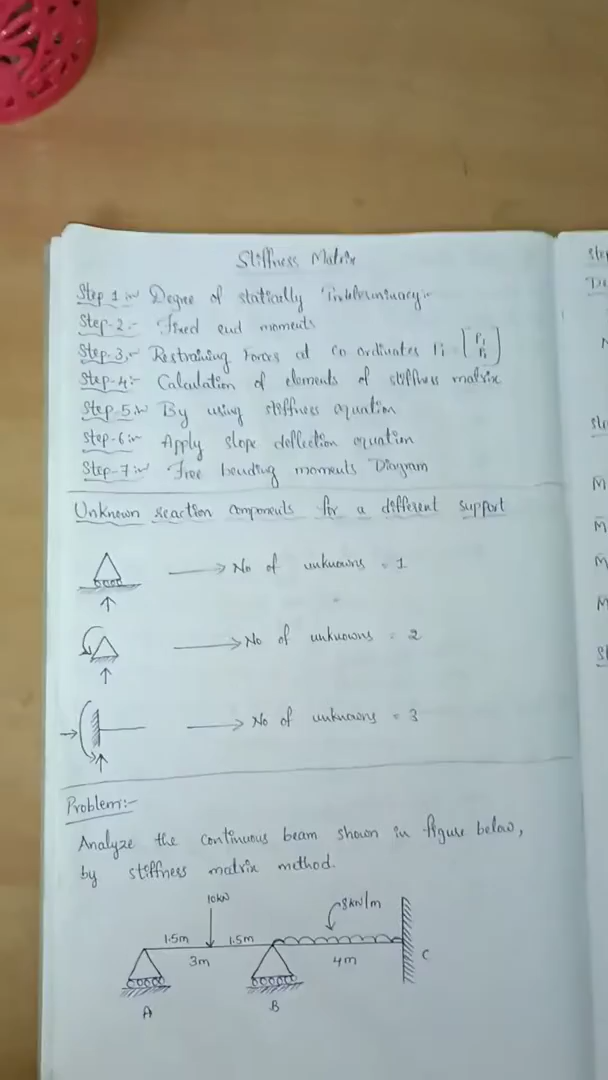 Stiffness Matrix
Step 1:- Degree of statically
Step-2:- Fixed end moments
Step-3:- Restraining Forces at co ordinates Pi [P1 P2]
Step-4:- Calculation of elements of stiffness matrix
Step 5:- By using stiffness equation
Step-6:- Apply slope deflection equation
Step-7:- Free bending moments Diagram
Unknown reaction components for a different support
No of unknowns = 1
No of unknowns = 2
No of unknowns = 3
Problem:-
Analyze the continuous beam shown in figure below,
by stiffness matrix method.
10kN
8kN/m
1.5m 1.5m
3m 4m
A B C